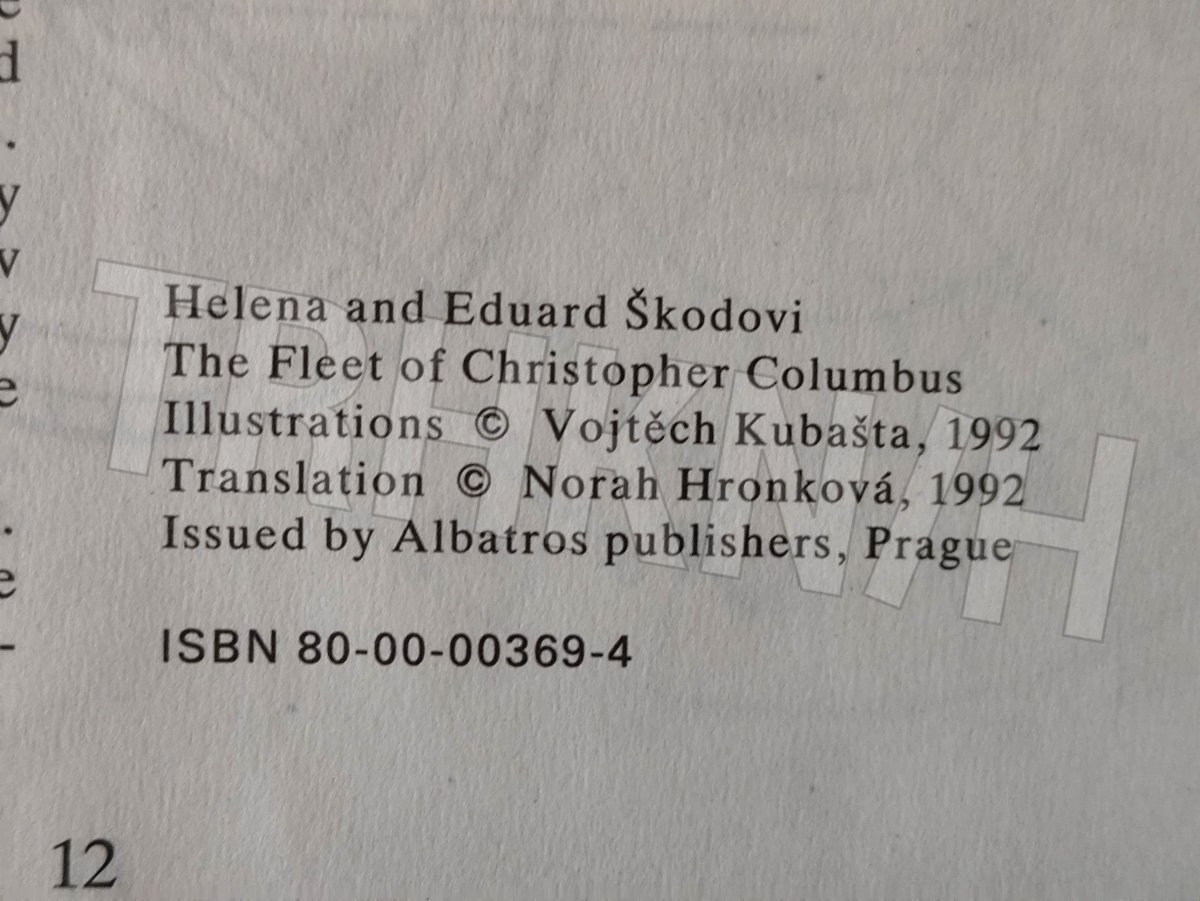 Helena and Eduard Škodovi
The Fleet of Christopher Columbus
Illustrations © Vojtěch Kubašta, 1992
Translation © Norah Hronková, 1992
Issued by Albatros publishers, Prague
ISBN 80-00-00369-4
12